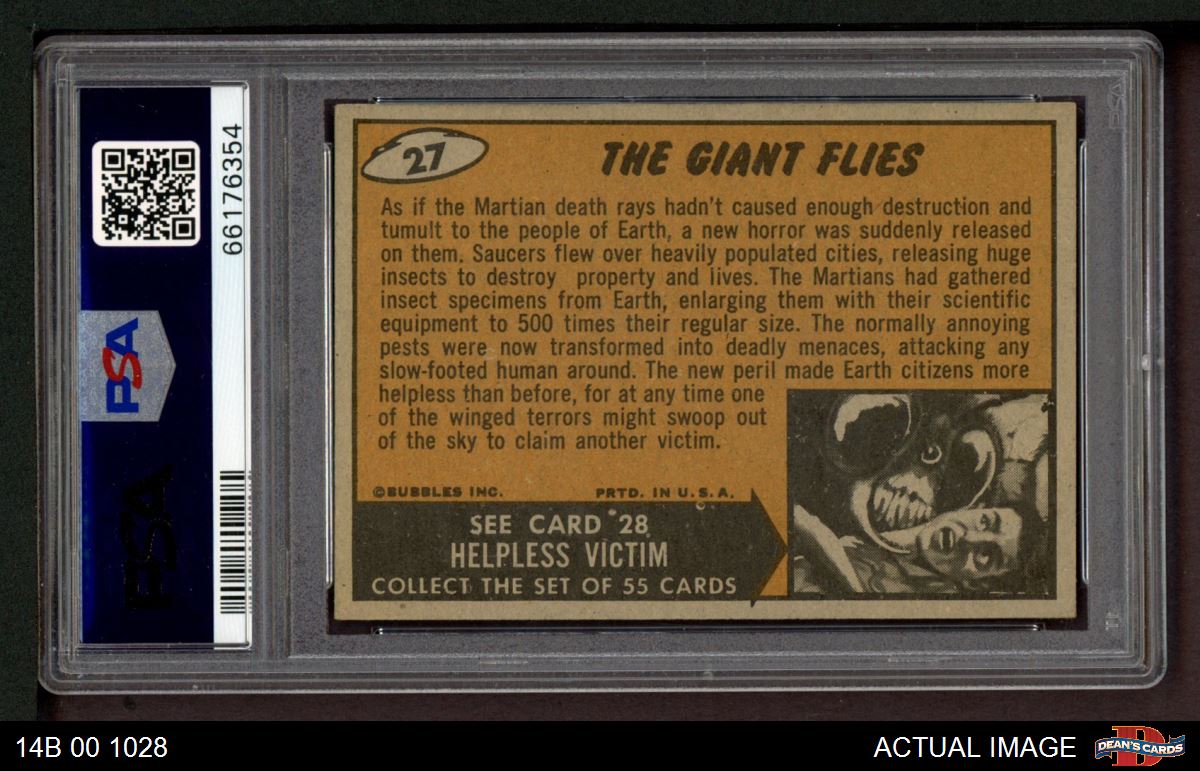 66176354
PSA
PSA
27
THE GIANT FLIES
As if the Martian death rays hadn't caused enough destruction and
tumult to the people of Earth, a new horror was suddenly released
on them. Saucers flew over heavily populated cities, releasing huge
insects to destroy property and lives. The Martians had gathered
insect specimens from Earth, enlarging them with their scientific
equipment to 500 times their regular size. The normally annoying
pests were now transformed into deadly menaces, attacking any
slow-footed human around. The new peril made Earth citizens more
helpless than before, for at any time one
of the winged terrors might swoop out
of the sky to claim another victim.
©BUBBLES INC. PRTD. IN U.S.A.
SEE CARD 28
HELPLESS VICTIM
COLLECT THE SET OF 55 CARDS
PSA
14B 00 1028
ACTUAL IMAGE
DEAN'S CARDS